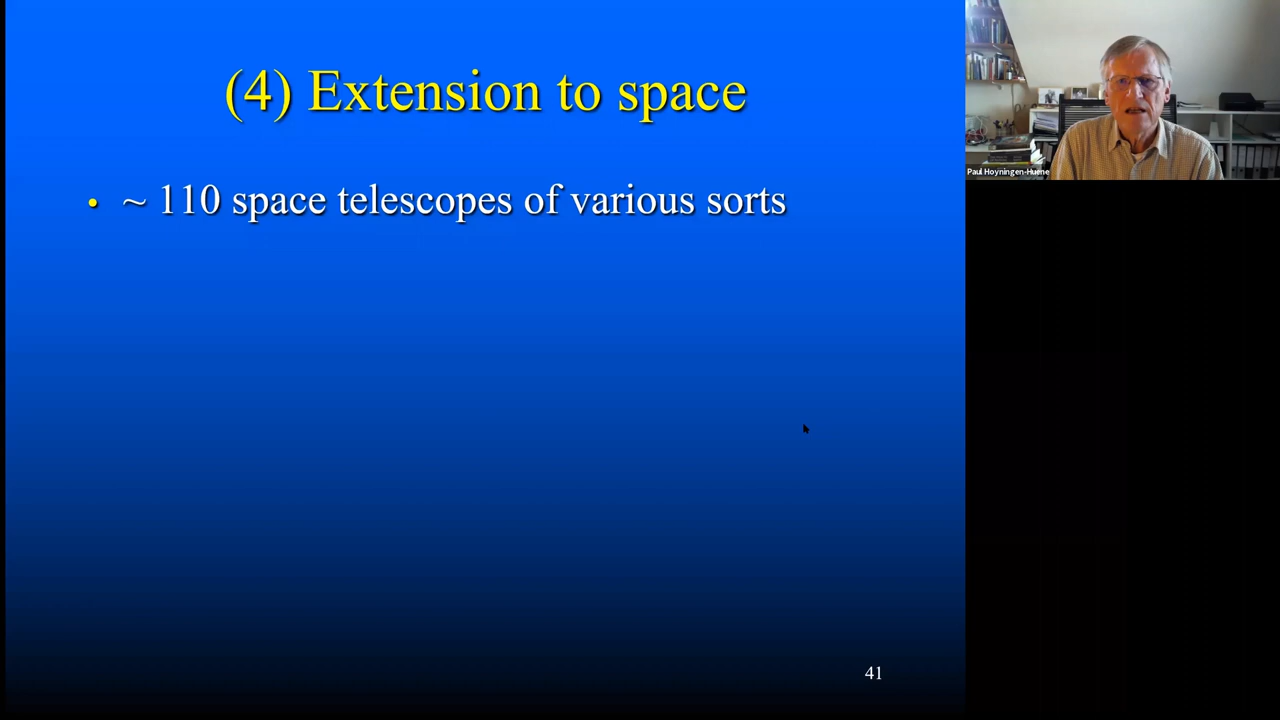 (4) Extension to space
• ~ 110 space telescopes of various sorts
Paul Hoyningen-Huene
41